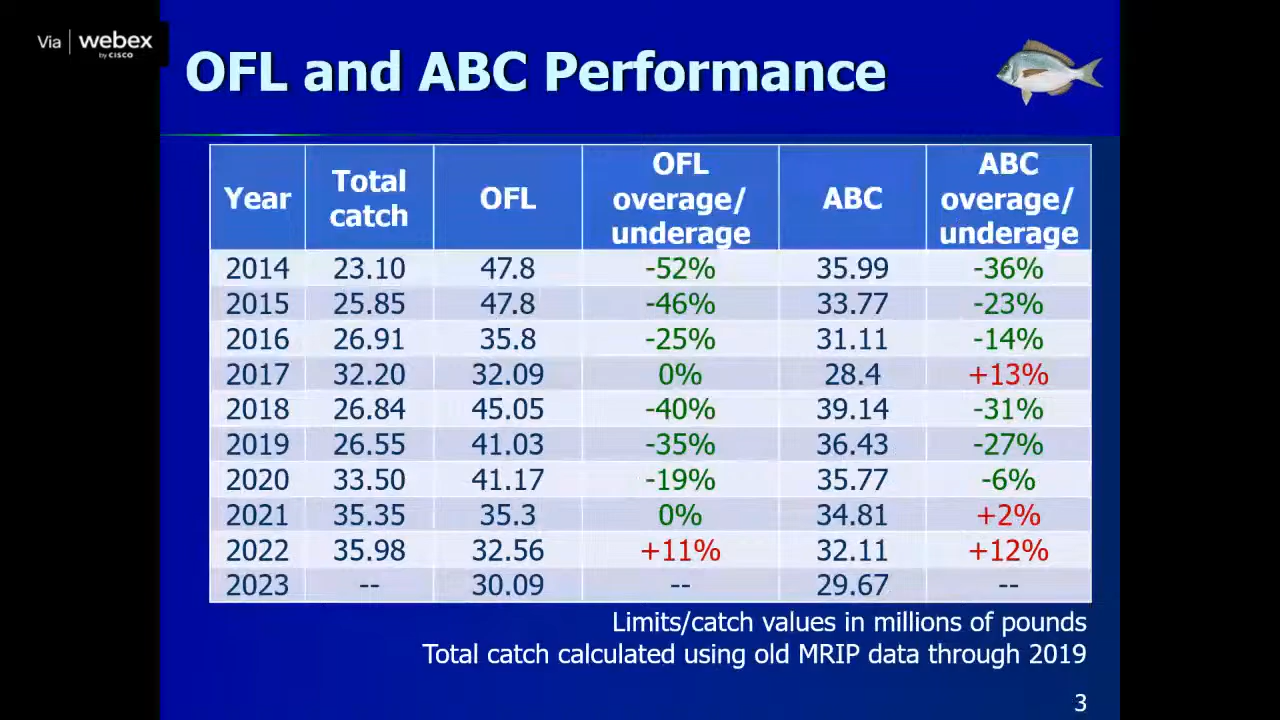 Via webex
by CISCO
OFL and ABC Performance
Year Total catch OFL OFL overage/ underage ABC ABC overage/ underage
2014 23.10 47.8 -52% 35.99 -36%
2015 25.85 47.8 -46% 33.77 -23%
2016 26.91 35.8 -25% 31.11 -14%
2017 32.20 32.09 0% 28.4 +13%
2018 26.84 45.05 -40% 39.14 -31%
2019 26.55 41.03 -35% 36.43 -27%
2020 33.50 41.17 -19% 35.77 -6%
2021 35.35 35.3 0% 34.81 +2%
2022 35.98 32.56 +11% 32.11 +12%
2023 -- 30.09 -- 29.67 --
Limits/catch values in millions of pounds
Total catch calculated using old MRIP data through 2019
3